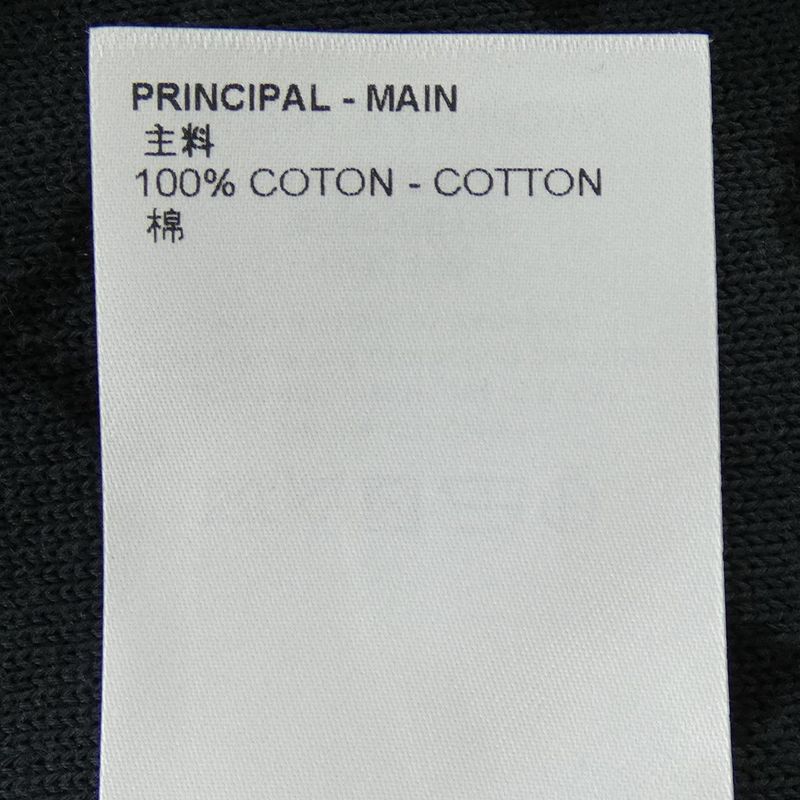 PRINCIPAL - MAIN
主料
100% COTON - COTTON
棉